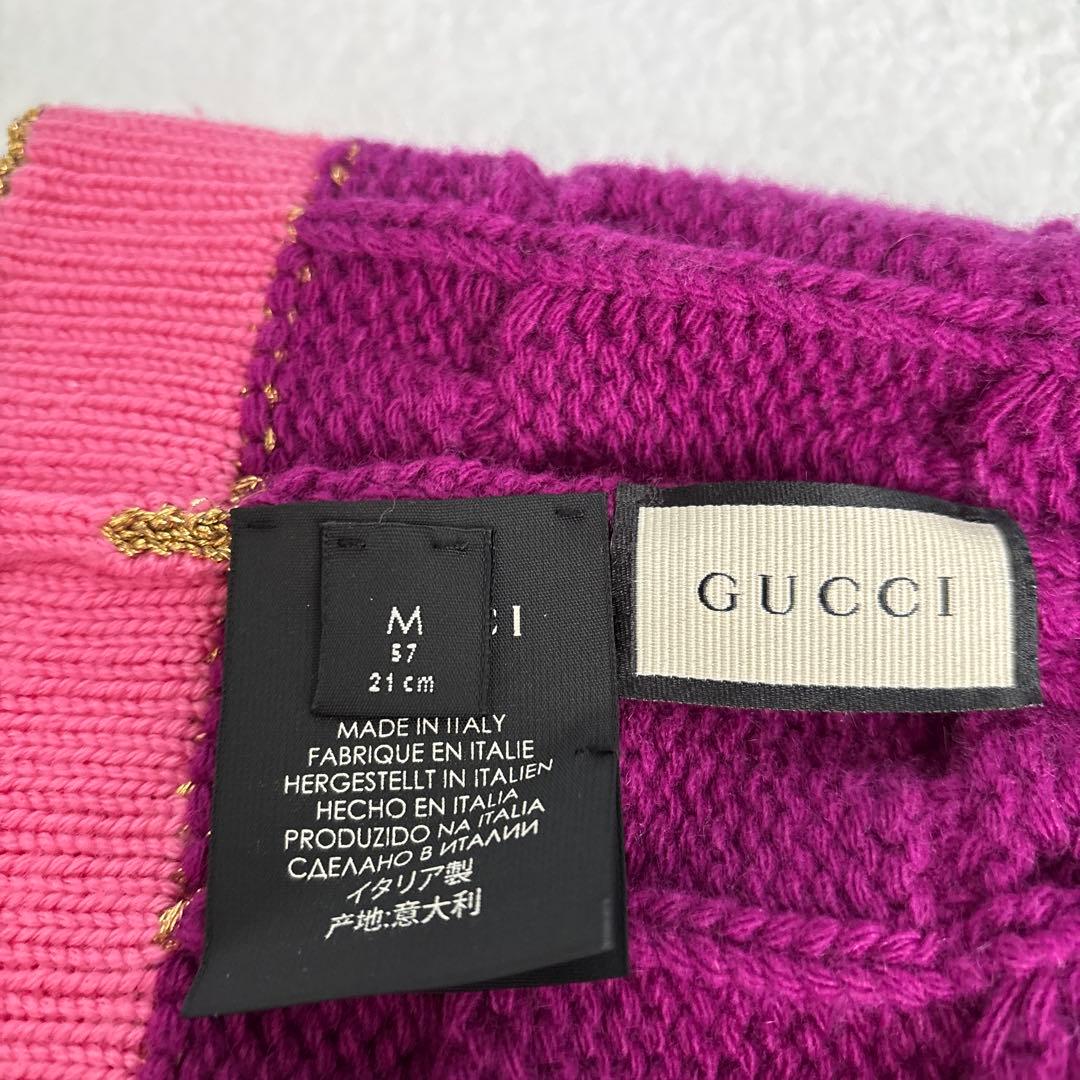 M
57
21 cm
CI
MADE IN ITALY
FABRIQUE EN ITALIE
HERGESTELLT IN ITALIEN
HECHO EN ITALIA
PRODUZIDO NA ITALIA
СДЕЛАНО В ИТАЛИИ
イタリア製
产地:意大利
GUCCI